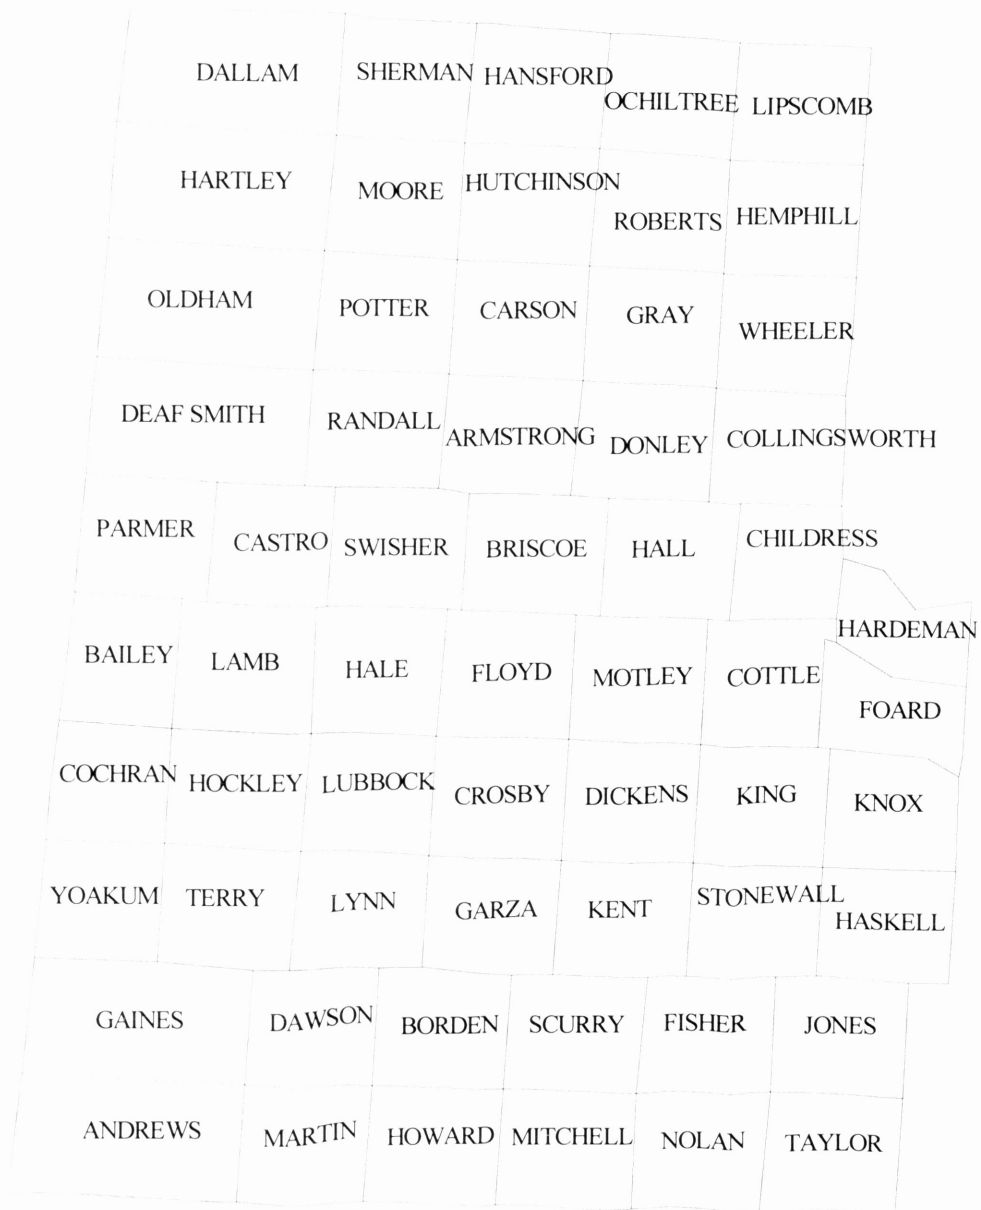 DALLAM SHERMAN HANSFORD OCHILTREE LIPSCOMB
HARTLEY MOORE HUTCHINSON ROBERTS HEMPHILL
OLDHAM POTTER CARSON GRAY WHEELER
DEAF SMITH RANDALL ARMSTRONG DONLEY COLLINGSWORTH
PARMER CASTRO SWISHER BRISCOE HALL CHILDRESS
HARDEMAN
BAILEY LAMB HALE FLOYD MOTLEY COTTLE FOARD
COCHRAN HOCKLEY LUBBOCK CROSBY DICKENS KING KNOX
YOAKUM TERRY LYNN GARZA KENT STONEWALL HASKELL
GAINES DAWSON BORDEN SCURRY FISHER JONES
ANDREWS MARTIN HOWARD MITCHELL NOLAN TAYLOR